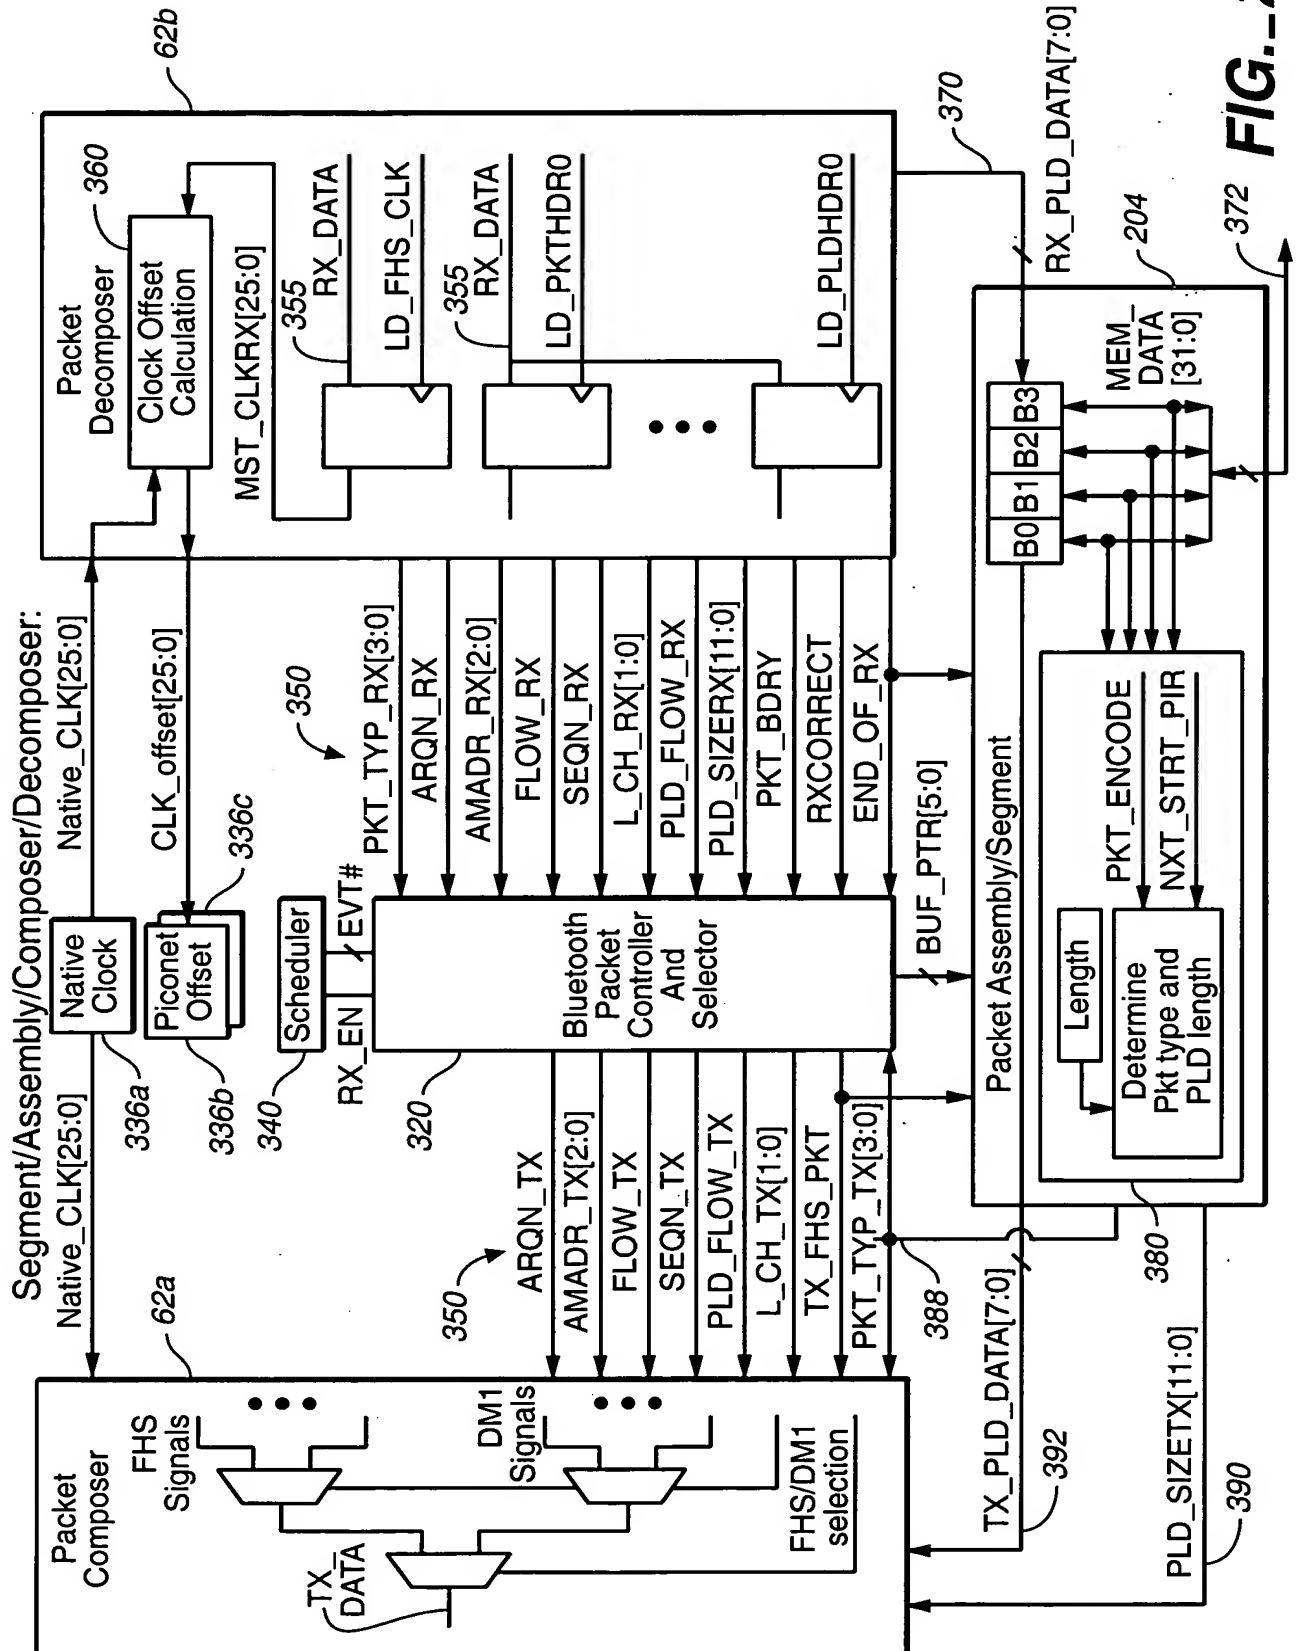 Segment/Assembly/Composer/Decomposer:
Native_CLK[25:0]
Native_CLK[25:0]
62a
Packet
Composer
FHS
Signals
DM1
Signals
TX_
DATA
FHS/DM1
selection
Native
Clock
336a
Piconet
Offset
336b
336c
CLK_offset[25:0]
Scheduler
340
RX_EN
EVT#
320
Bluetooth
Packet
Controller
And
Selector
350
ARQN_TX
AMADR_TX[2:0]
FLOW_TX
SEQN_TX
PLD_FLOW_TX
L_CH_TX[1:0]
TX_FHS_PKT
PKT_TYP_TX[3:0]
388
350
PKT_TYP_RX[3:0]
ARQN_RX
AMADR_RX[2:0]
FLOW_RX
SEQN_RX
L_CH_RX[1:0]
PLD_FLOW_RX
PLD_SIZERX[11:0]
PKT_BDRY
RXCORRECT
END_OF_RX
BUF_PTR[5:0]
62b
Packet
Decomposer
360
Clock Offset
Calculation
MST_CLKRX[25:0]
355
RX_DATA
LD_FHS_CLK
355
RX_DATA
LD_PKTHDR0
LD_PLDHDR0
370
RX_PLD_DATA[7:0]
TX_PLD_DATA[7:0]
392
PLD_SIZETX[11:0]
390
Packet Assembly/Segment
204
B0 B1 B2 B3
MEM_
DATA
[31:0]
372
PKT_ENCODE
NXT_STRT_PIR
Length
Determine
Pkt type and
PLD length
380